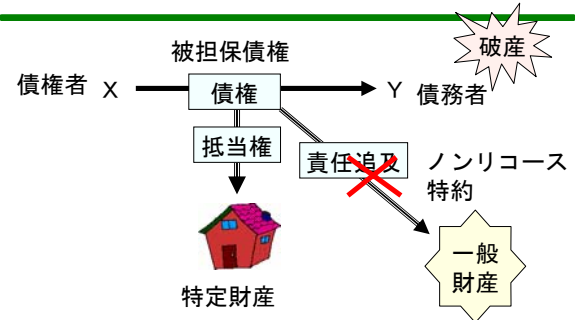 破産
被担保債権
債権者 X
債権
Y 債務者
抵当権
責任追及
ノンリコース
特約
一般
財産
特定財産